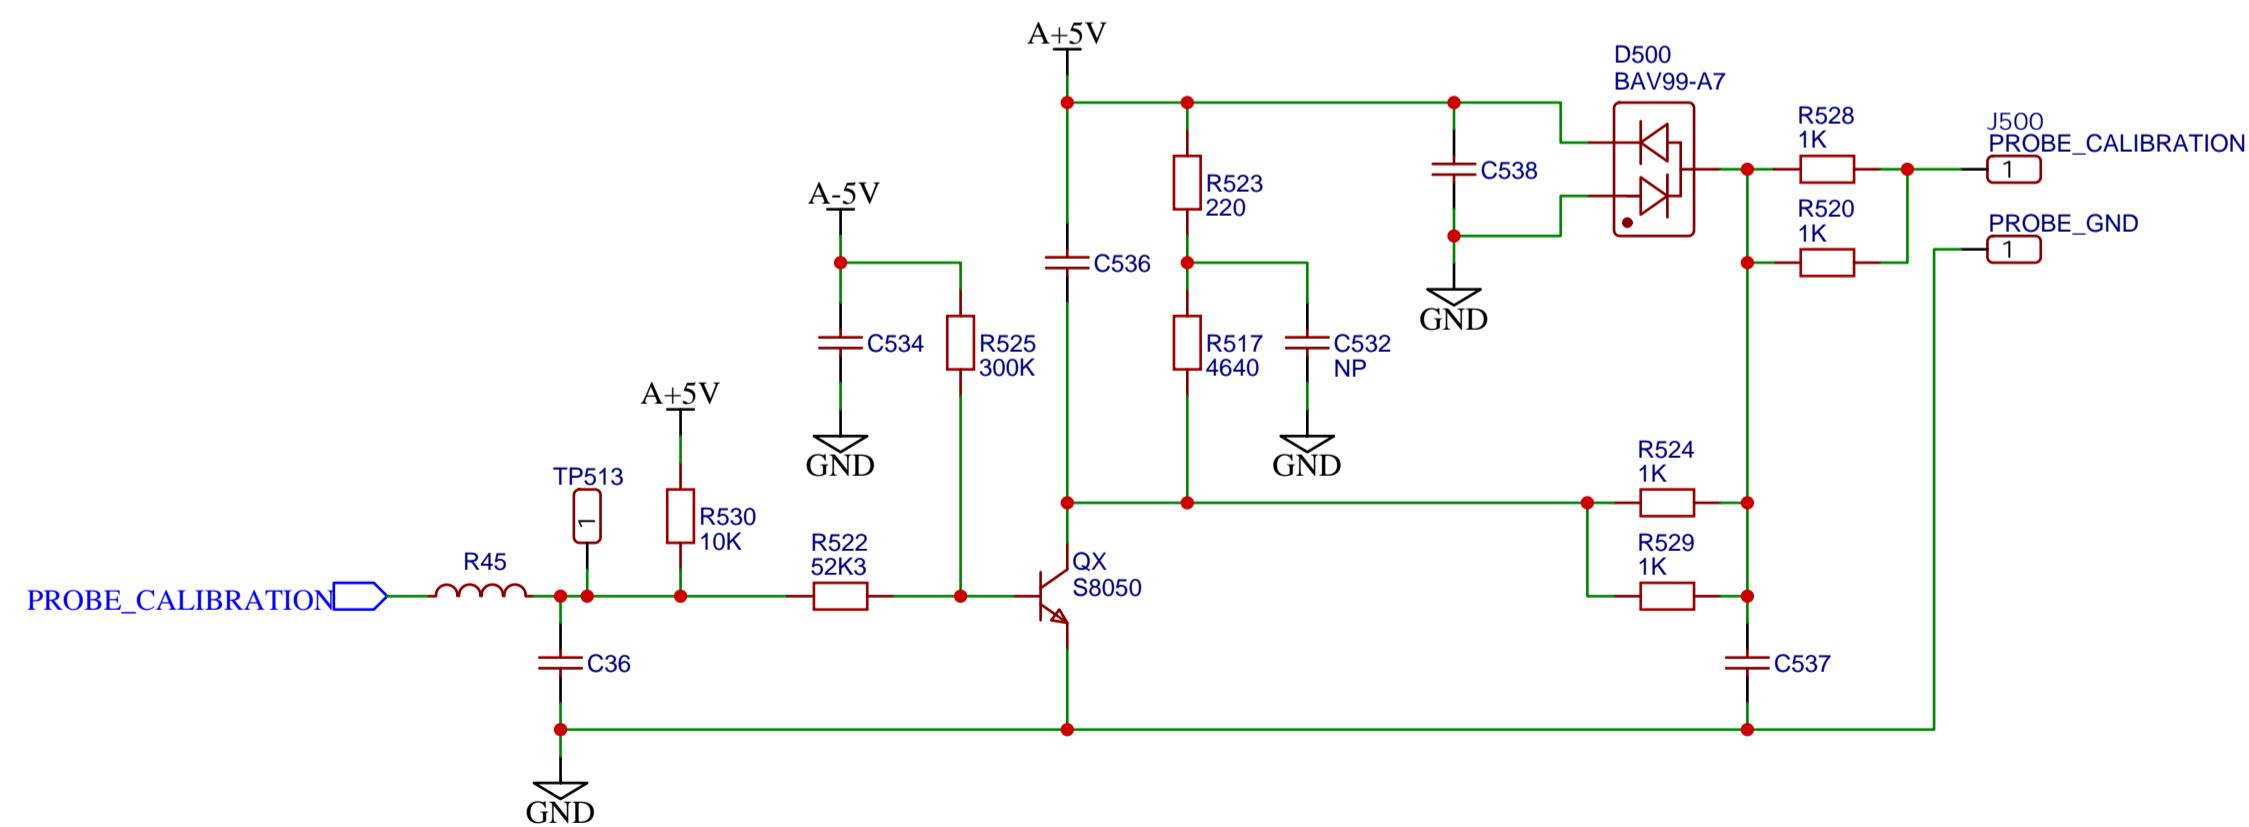 A+5V
D500
BAV99-A7
R528
1K
J500
PROBE_CALIBRATION
1
R523
220
C538
A-5V
R520
1K
PROBE_GND
1
C536
GND
C534
R525
300K
R517
4640
C532
NP
A+5V
GND
GND
R524
1K
TP513
1
R530
10K
R45
R522
52K3
QX
S8050
R529
1K
PROBE_CALIBRATION
C36
C537
GND